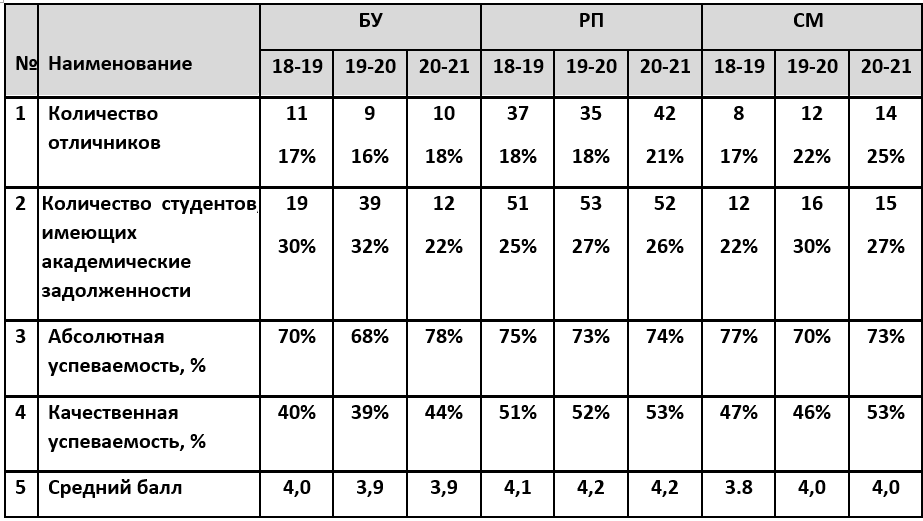 БУ РП СМ
№ Наименование 18-19 19-20 20-21 18-19 19-20 20-21 18-19 19-20 20-21
1 Количество 11 9 10 37 35 42 8 12 14
отличников 17% 16% 18% 18% 18% 21% 17% 22% 25%
2 Количество студентов, 19 39 12 51 53 52 12 16 15
имеющих 30% 32% 22% 25% 27% 26% 22% 30% 27%
академические
задолженности
3 Абсолютная 70% 68% 78% 75% 73% 74% 77% 70% 73%
успеваемость, %
4 Качественная 40% 39% 44% 51% 52% 53% 47% 46% 53%
успеваемость, %
5 Средний балл 4,0 3,9 3,9 4,1 4,2 4,2 3.8 4,0 4,0